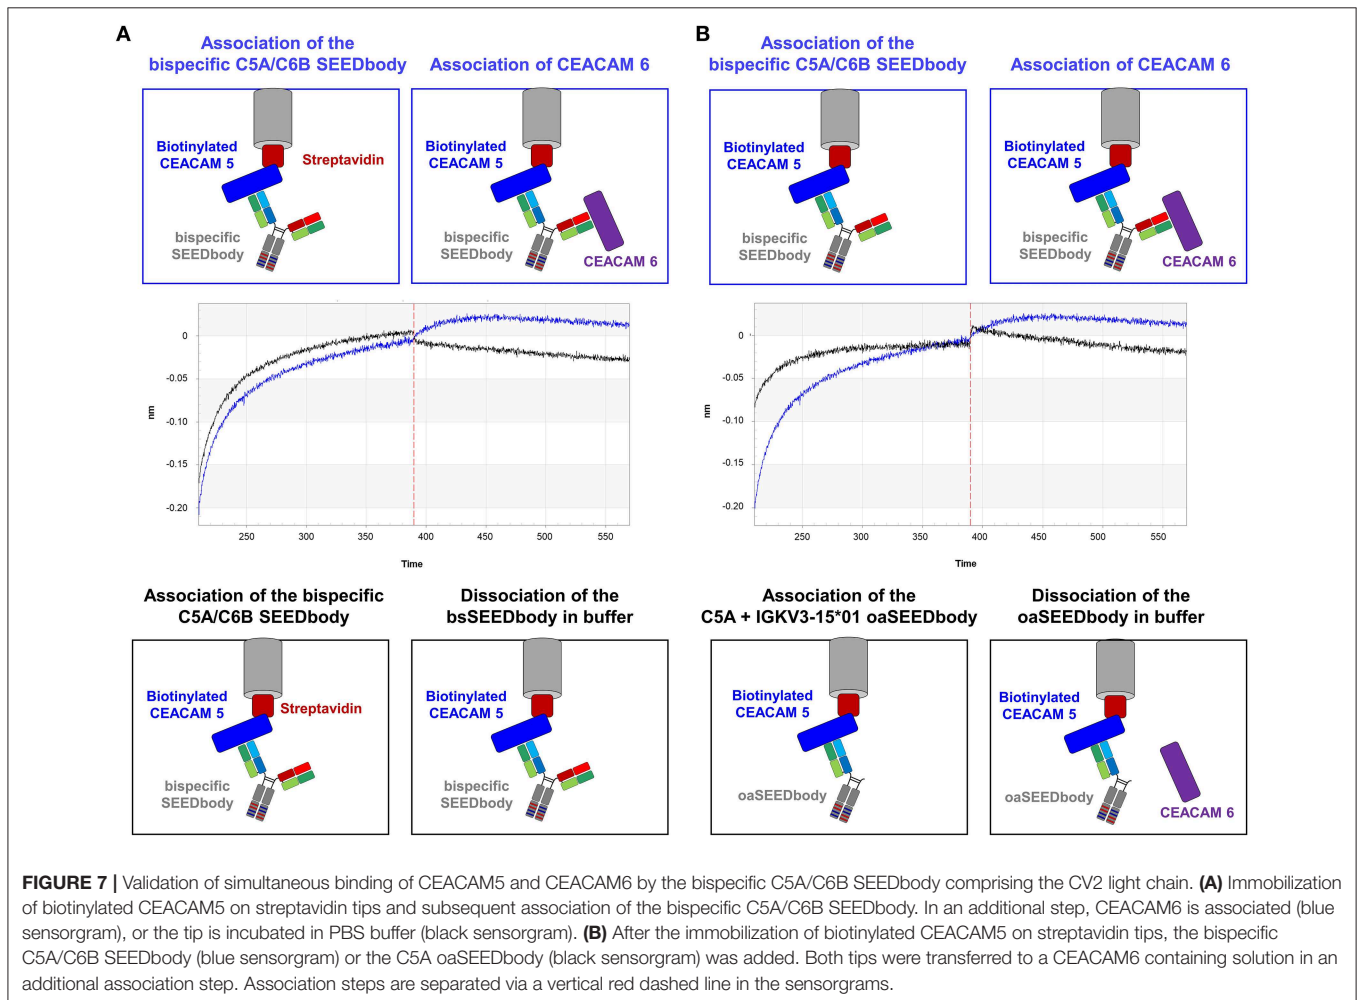 A
Association of the
bispecific C5A/C6B SEEDbody
Association of CEACAM 6
Biotinylated
CEACAM 5
Streptavidin
bispecific
SEEDbody
Biotinylated
CEACAM 5
bispecific
SEEDbody
CEACAM 6
nm
0
-0.05
-0.10
-0.15
-0.20
250
300
350
400
450
500
550
Time
Association of the bispecific
C5A/C6B SEEDbody
Dissociation of the
bsSEEDbody in buffer
Biotinylated
CEACAM 5
Streptavidin
bispecific
SEEDbody
Biotinylated
CEACAM 5
bispecific
SEEDbody
B
Association of the
bispecific C5A/C6B SEEDbody
Association of CEACAM 6
Biotinylated
CEACAM 5
bispecific
SEEDbody
Biotinylated
CEACAM 5
bispecific
SEEDbody
CEACAM 6
nm
0
-0.05
-0.10
-0.15
-0.20
250
300
350
400
450
500
550
Time
Association of the
C5A + IGKV3-15*01 oaSEEDbody
Dissociation of the
oaSEEDbody in buffer
Biotinylated
CEACAM 5
oaSEEDbody
Biotinylated
CEACAM 5
oaSEEDbody
CEACAM 6
FIGURE 7 | Validation of simultaneous binding of CEACAM5 and CEACAM6 by the bispecific C5A/C6B SEEDbody comprising the CV2 light chain. (A) Immobilization
of biotinylated CEACAM5 on streptavidin tips and subsequent association of the bispecific C5A/C6B SEEDbody. In an additional step, CEACAM6 is associated (blue
sensorgram), or the tip is incubated in PBS buffer (black sensorgram). (B) After the immobilization of biotinylated CEACAM5 on streptavidin tips, the bispecific
C5A/C6B SEEDbody (blue sensorgram) or the C5A oaSEEDbody (black sensorgram) was added. Both tips were transferred to a CEACAM6 containing solution in an
additional association step. Association steps are separated via a vertical red dashed line in the sensorgrams.